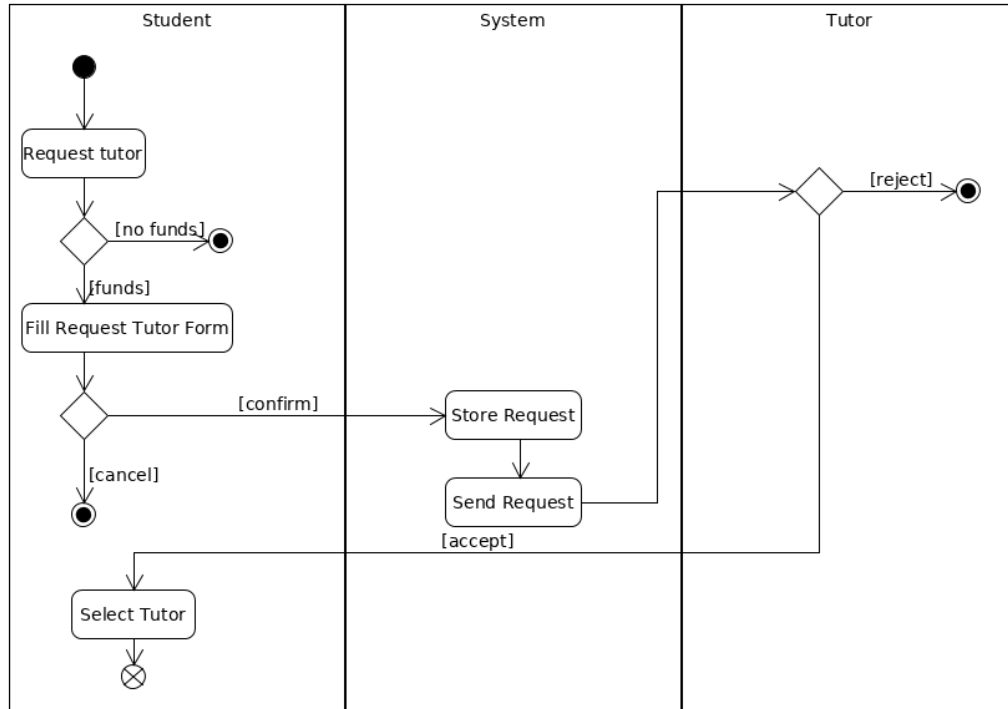 Student
System
Tutor
Request tutor
[reject]
[no funds]
[funds]
Fill Request Tutor Form
[confirm]
Store Request
[cancel]
Send Request
[accept]
Select Tutor